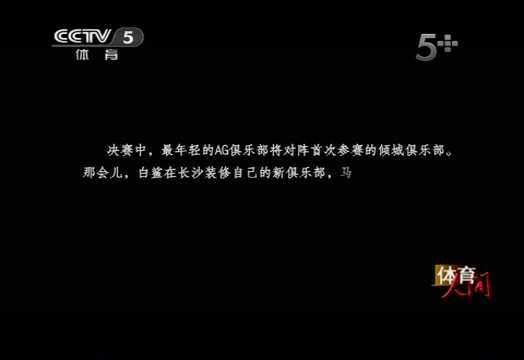 CCTV 5
体育
5+
决赛中，最年轻的AG俱乐部将对阵首次参赛的倾城俱乐部。
那会儿，白鲨在长沙装修自己的新俱乐部，马
体育
人间